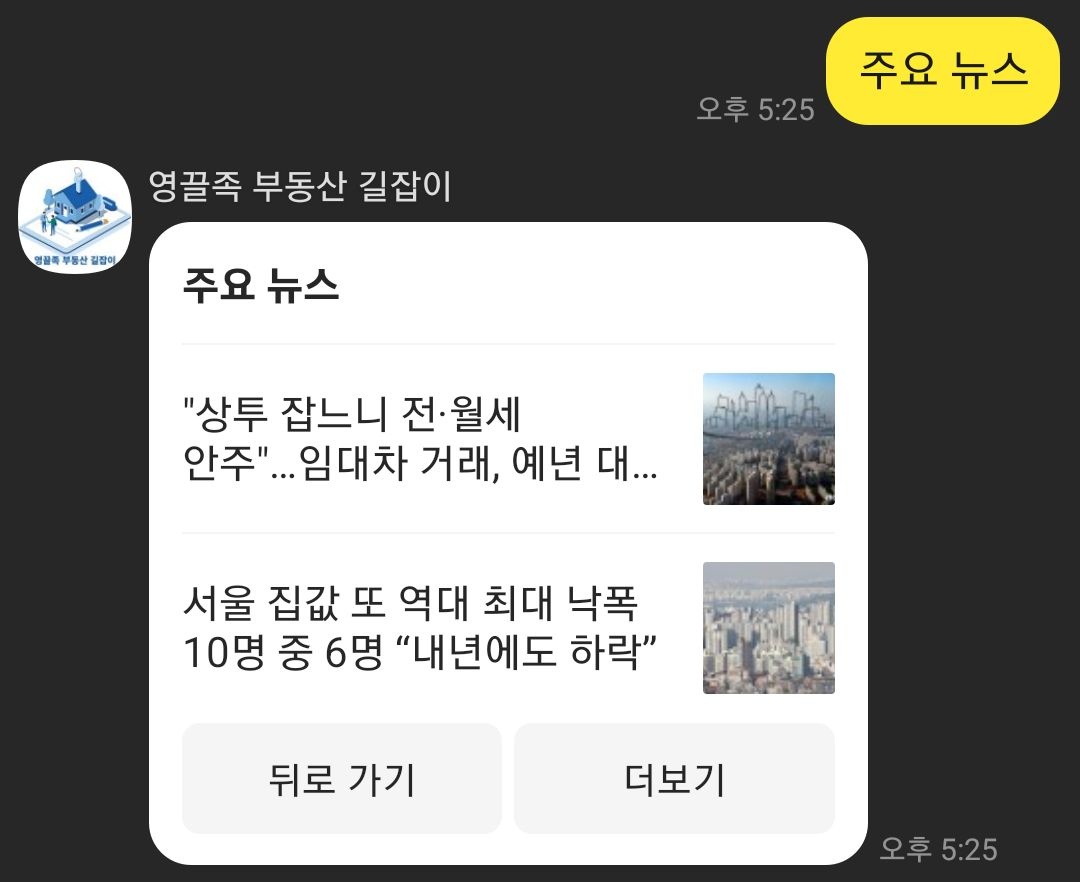 주요 뉴스
오후 5:25
영끌족 부동산 길잡이
영끌족 부동산 길잡이
주요 뉴스
"상투 잡느니 전·월세
안주"...임대차 거래, 예년 대...
서울 집값 또 역대 최대 낙폭
10명 중 6명 “내년에도 하락”
뒤로 가기
더보기
오후 5:25